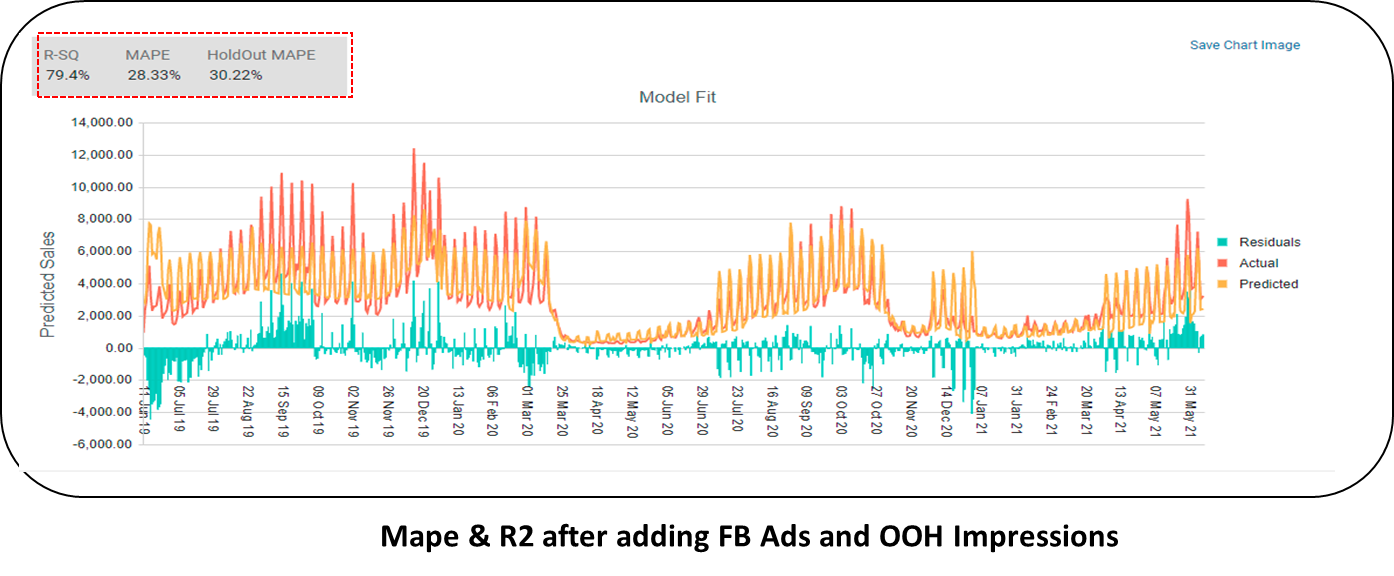 R-SQ MAPE HoldOut MAPE
79.4% 28.33% 30.22%
Save Chart Image
Model Fit
14,000.00
12,000.00
10,000.00
8,000.00
6,000.00
4,000.00
2,000.00
0.00
-2,000.00
-4,000.00
-6,000.00
Predicted Sales
11 Jun 19
05 Jul 19
29 Jul 19
22 Aug 19
15 Sep 19
09 Oct 19
02 Nov 19
26 Nov 19
20 Dec 19
13 Jan 20
06 Feb 20
01 Mar 20
25 Mar 20
18 Apr 20
12 May 20
05 Jun 20
29 Jun 20
23 Jul 20
16 Aug 20
09 Sep 20
03 Oct 20
27 Oct 20
20 Nov 20
14 Dec 20
07 Jan 21
31 Jan 21
24 Feb 21
20 Mar 21
13 Apr 21
07 May 21
31 May 21
Residuals
Actual
Predicted
Mape & R2 after adding FB Ads and OOH Impressions